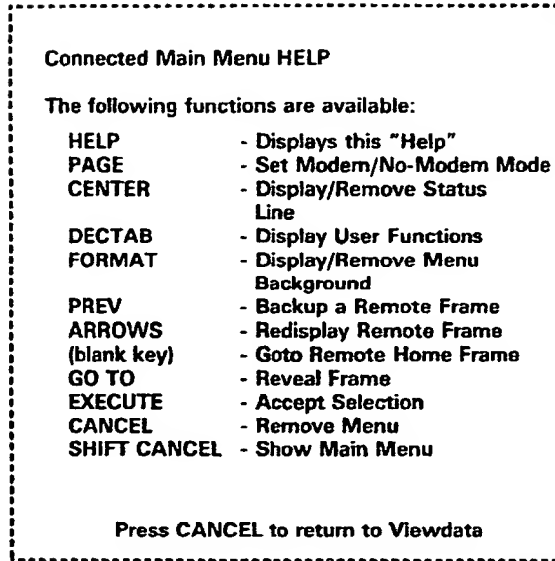 Connected Main Menu HELP
The following functions are available:
HELP - Displays this "Help"
PAGE - Set Modem/No-Modem Mode
CENTER - Display/Remove Status
Line
DECTAB - Display User Functions
FORMAT - Display/Remove Menu
Background
PREV - Backup a Remote Frame
ARROWS - Redisplay Remote Frame
(blank key) - Goto Remote Home Frame
GO TO - Reveal Frame
EXECUTE - Accept Selection
CANCEL - Remove Menu
SHIFT CANCEL - Show Main Menu
Press CANCEL to return to Viewdata